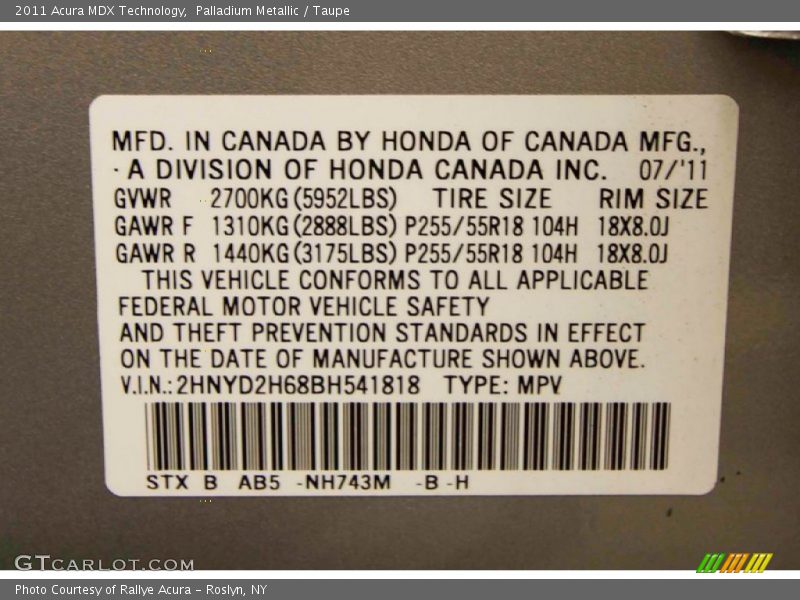 2011 Acura MDX Technology,  Palladium Metallic / Taupe
MFD. IN CANADA BY HONDA OF CANADA MFG.,
A DIVISION OF HONDA CANADA INC. 07/'11
GVWR 2700KG(5952LBS) TIRE SIZE RIM SIZE
GAWR F 1310KG(2888LBS) P255/55R18 104H 18X8.0J
GAWR R 1440KG(3175LBS) P255/55R18 104H 18X8.0J
THIS VEHICLE CONFORMS TO ALL APPLICABLE
FEDERAL MOTOR VEHICLE SAFETY
AND THEFT PREVENTION STANDARDS IN EFFECT
ON THE DATE OF MANUFACTURE SHOWN ABOVE.
V.I.N.:2HNYD2H68BH541818 TYPE: MPV
STX B AB5 -NH743M -B -H
GTCARLOT.COM
Photo Courtesy of Rallye Acura – Roslyn, NY